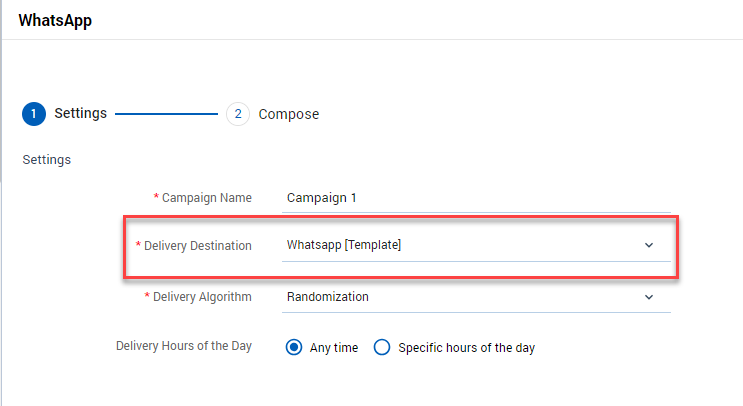 WhatsApp
1 Settings 2 Compose
Settings
* Campaign Name Campaign 1
* Delivery Destination Whatsapp [Template]
* Delivery Algorithm Randomization
Delivery Hours of the Day Any time Specific hours of the day